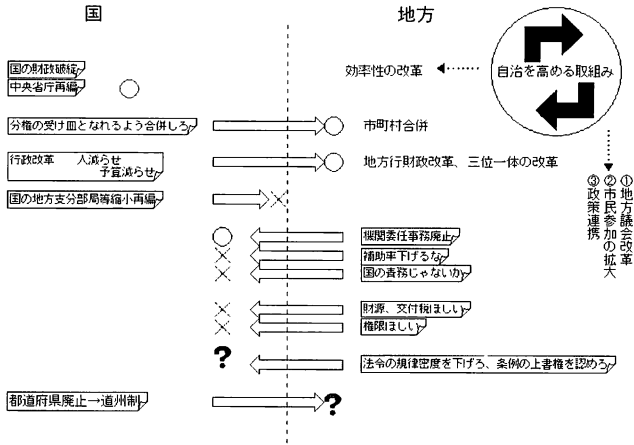 国
地方
国の財政破綻
中央省庁再編
効率性の改革
自治を高める取組み
分権の受け皿となれるよう合併しろ
市町村合併
行政改革 人減らせ
予算減らせ
地方行財政改革、三位一体の改革
国の地方支分部局等縮小再編
①地方議会改革
②市民参加の拡大
③政策連携
機関委任事務廃止
補助率下げるな
国の責務じゃないか
財源、交付税ほしい
権限ほしい
?
法令の規律密度を下げろ、条例の上書権を認めろ
都道府県廃止→道州制
?